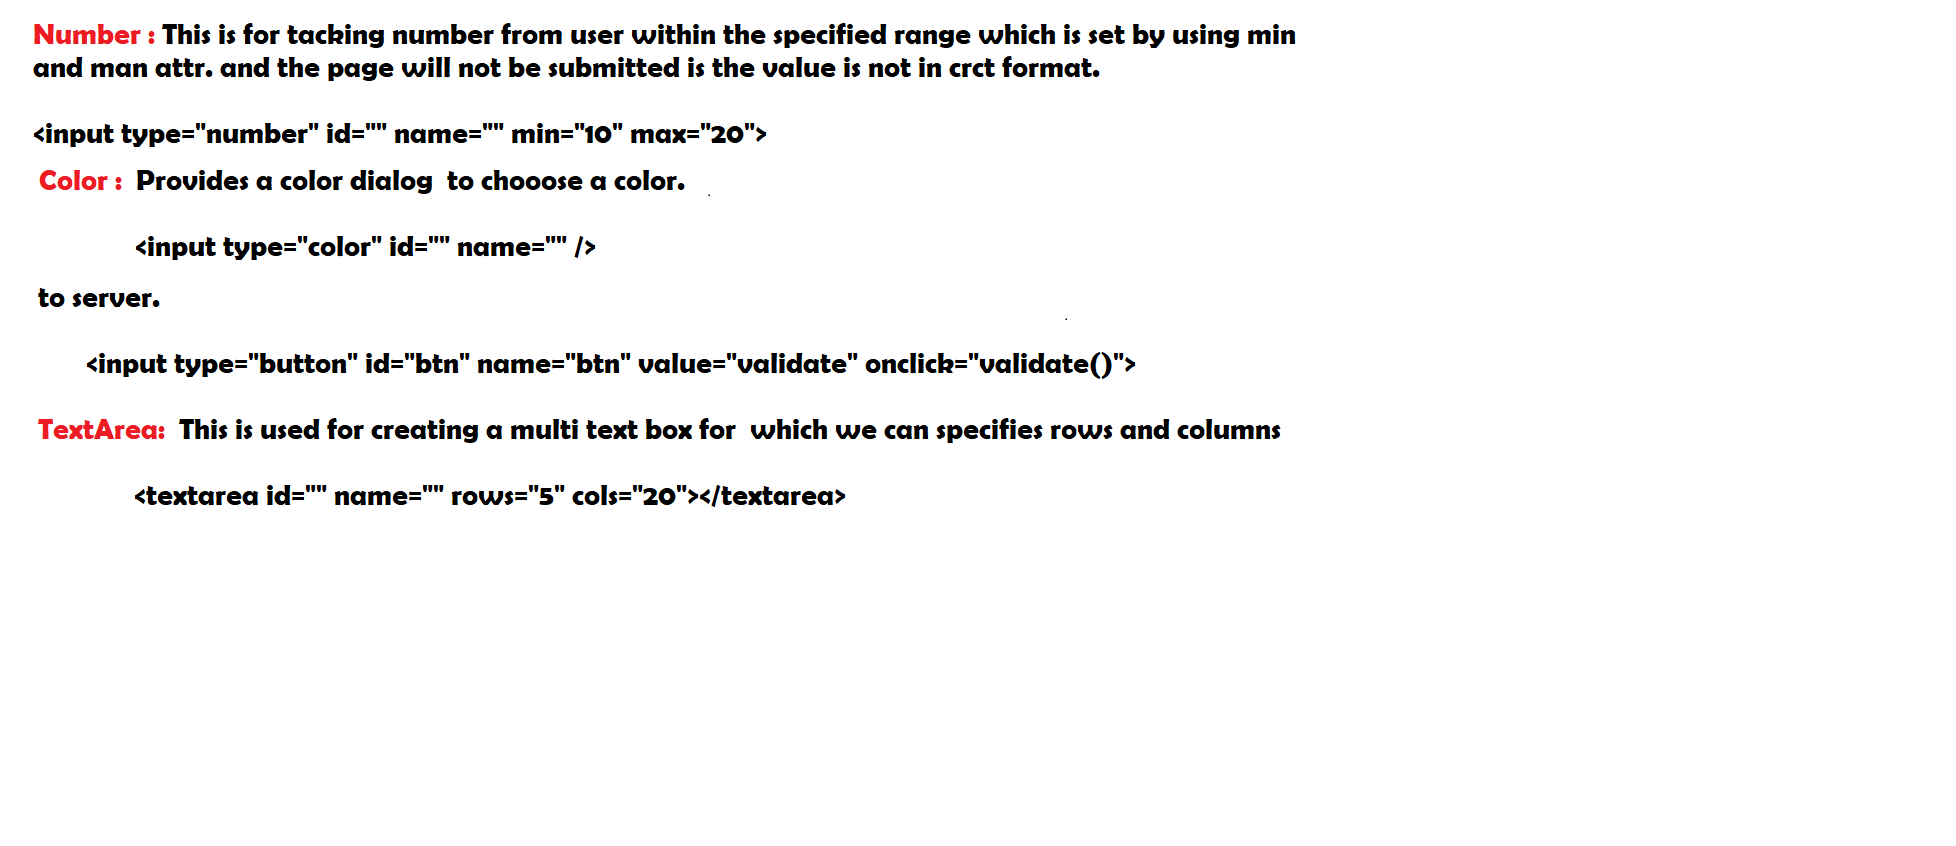 Number : This is for tacking number from user within the specified range which is set by using min
and man attr. and the page will not be submitted is the value is not in crct format.
<input type="number" id="" name="" min="10" max="20">
Color :  Provides a color dialog  to chooose a color.
<input type="color" id="" name="" />
to server.
<input type="button" id="btn" name="btn" value="validate" onclick="validate()">
TextArea:  This is used for creating a multi text box for  which we can specifies rows and columns
<textarea id="" name="" rows="5" cols="20"></textarea>